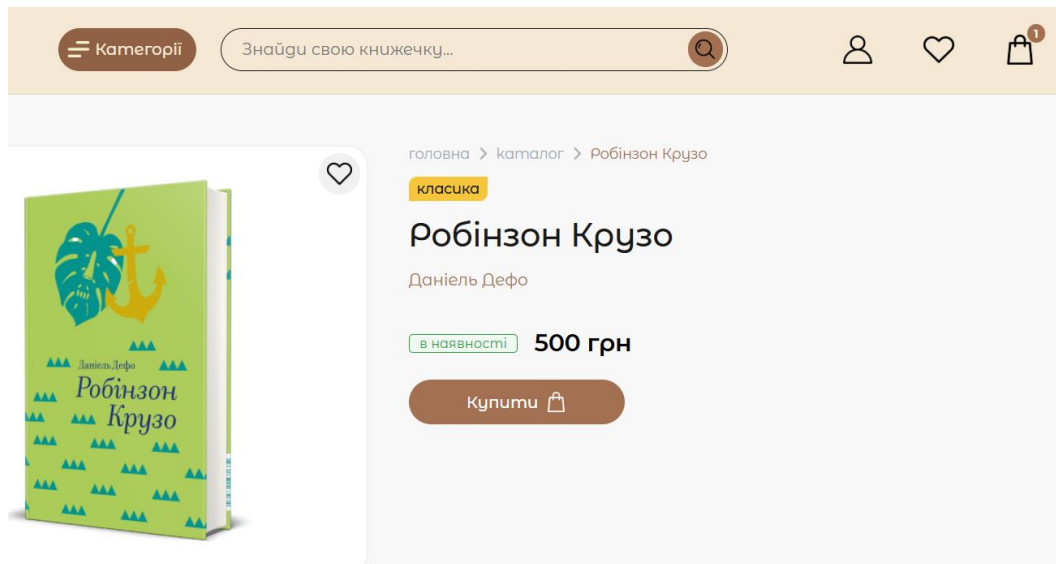 Категорії
Знайди свою книжечку...
1
головна > каталог > Робінзон Крузо
класика
Робінзон Крузо
Даніель Дефо
в наявності 500 грн
Купити
Даніель Дефо
Робінзон
Крузо